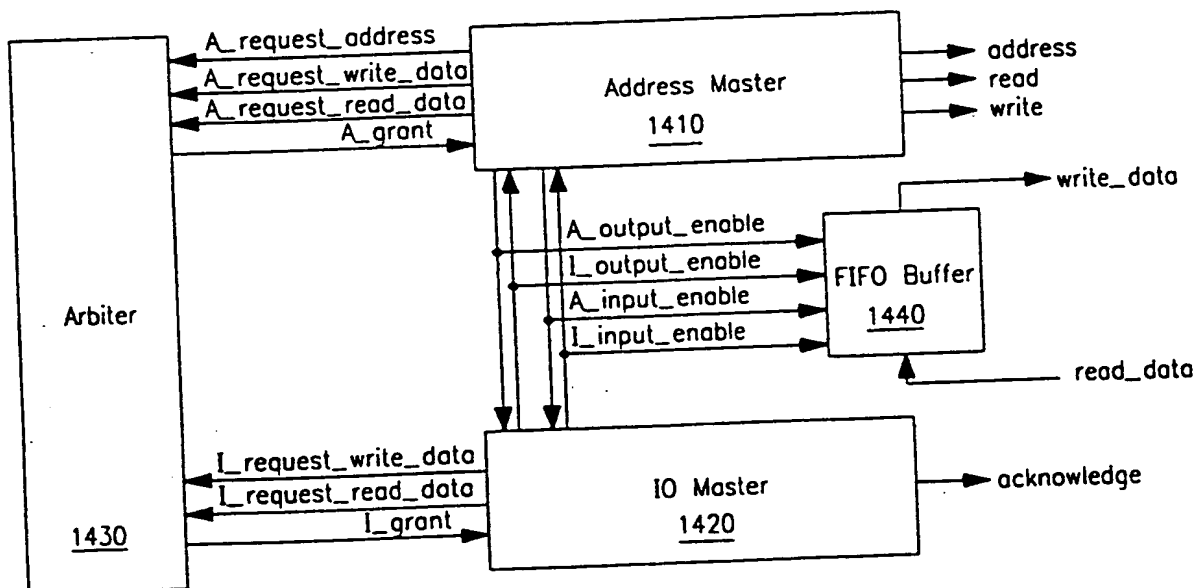 A_request_address
A_request_write_data
A_request_read_data
A_grant
Address Master
1410
address
read
write
write_data
A_output_enable
I_output_enable
A_input_enable
I_input_enable
FIFO Buffer
1440
read_data
Arbiter
1430
I_request_write_data
I_request_read_data
I_grant
IO Master
1420
acknowledge